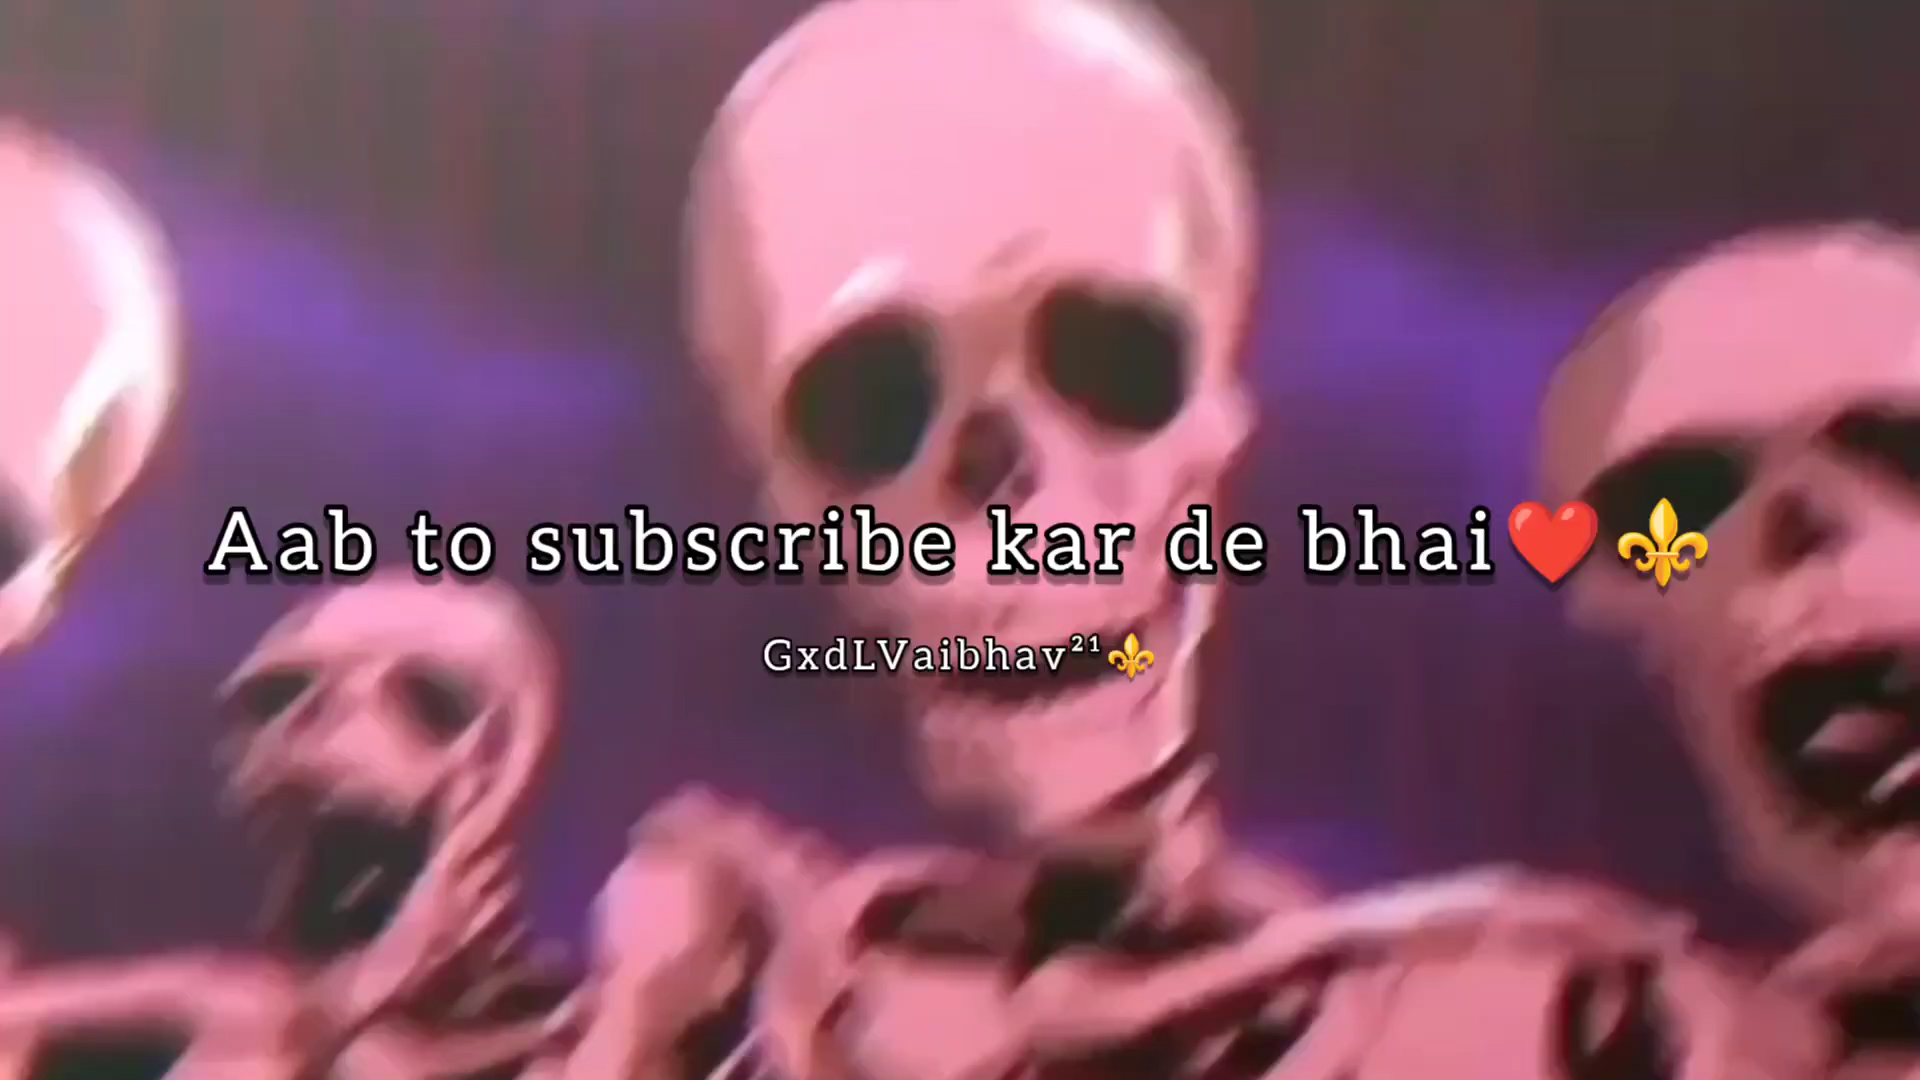 Aab to subscribe kar de bhai❤️⚜️
GxdLVaibhav²¹⚜️